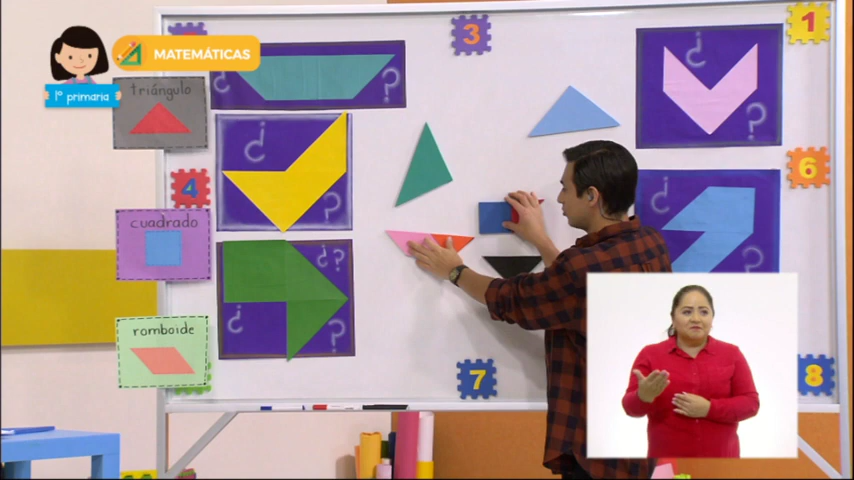 MATEMÁTICAS
1° primaria
triángulo
cuadrado
romboide
¿ ?
¿ ?
¿ ?
¿?
¿ ?
¿ ?
3
1
4
6
7
8